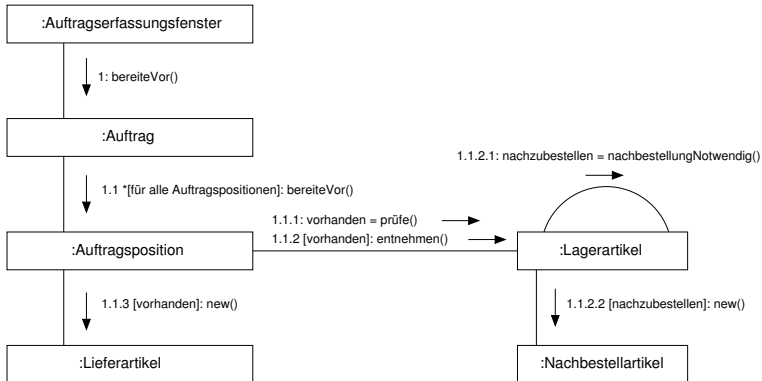 :Auftragserfassungsfenster
1: bereiteVor()
:Auftrag
1.1.2.1: nachzubestellen = nachbestellungNotwendig()
1.1 *[für alle Auftragspositionen]: bereiteVor()
1.1.1: vorhanden = prüfe()
1.1.2 [vorhanden]: entnehmen()
:Auftragsposition
:Lagerartikel
1.1.3 [vorhanden]: new()
1.1.2.2 [nachzubestellen]: new()
:Lieferartikel
:Nachbestellartikel